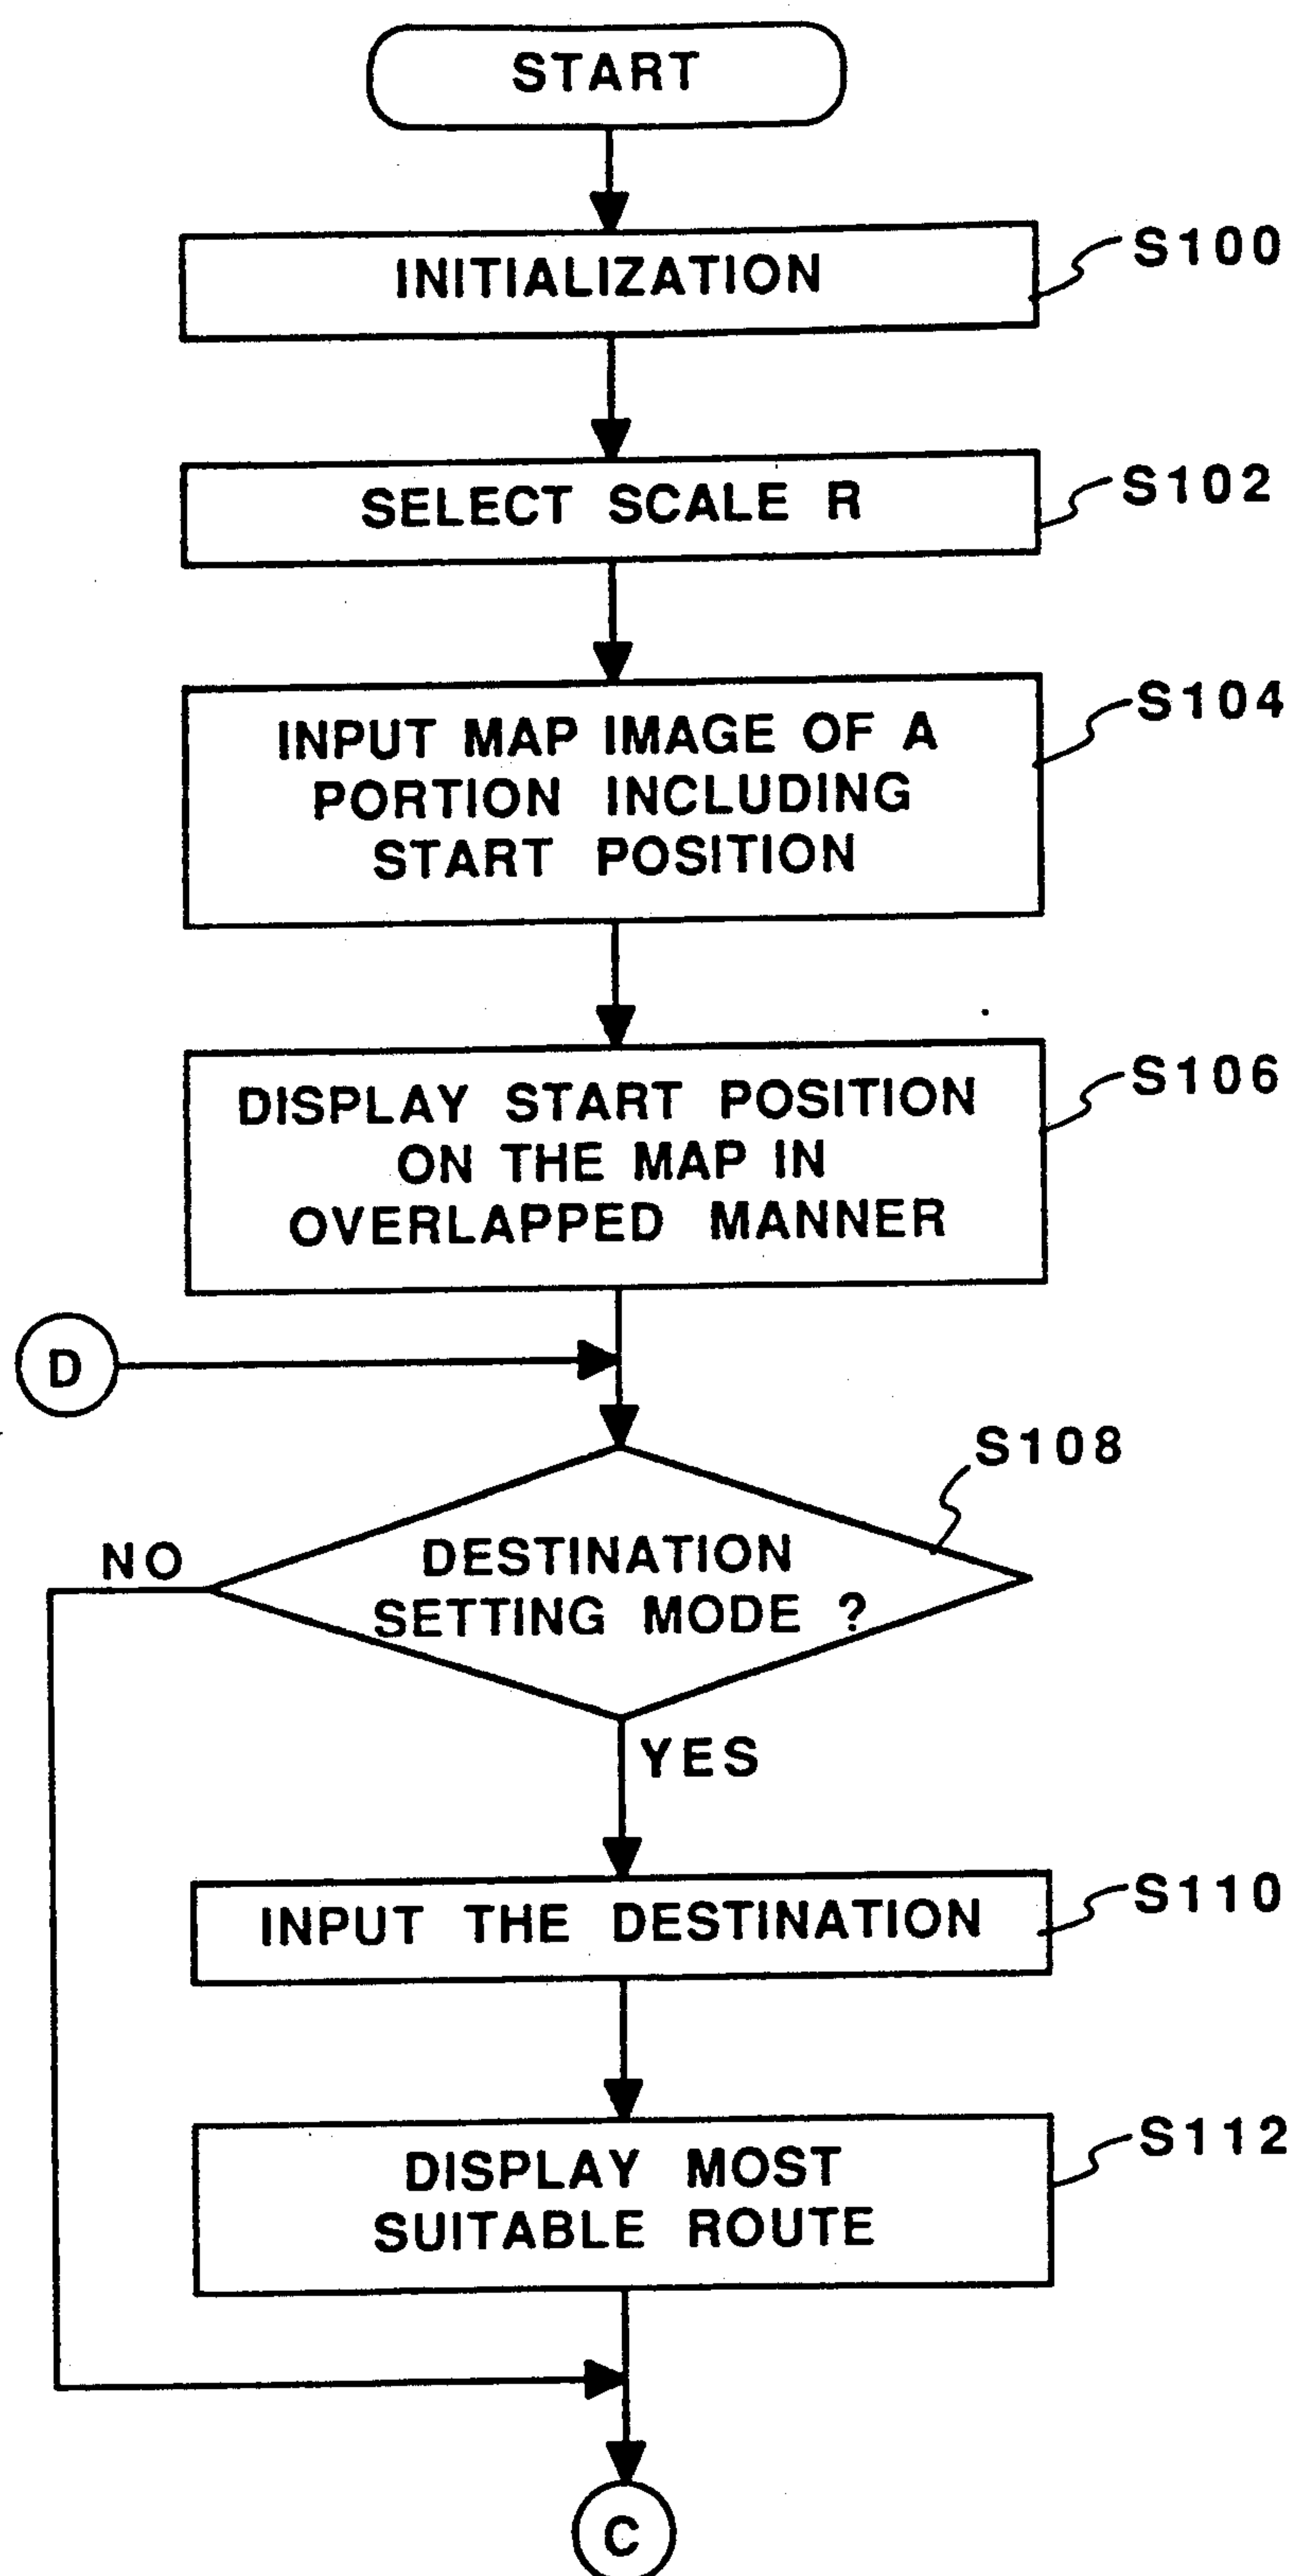 START
INITIALIZATION
S100
SELECT SCALE R
S102
INPUT MAP IMAGE OF A
PORTION INCLUDING
START POSITION
S104
DISPLAY START POSITION
ON THE MAP IN
OVERLAPPED MANNER
S106
D
S108
DESTINATION
SETTING MODE ?
NO
YES
INPUT THE DESTINATION
S110
DISPLAY MOST
SUITABLE ROUTE
S112
C